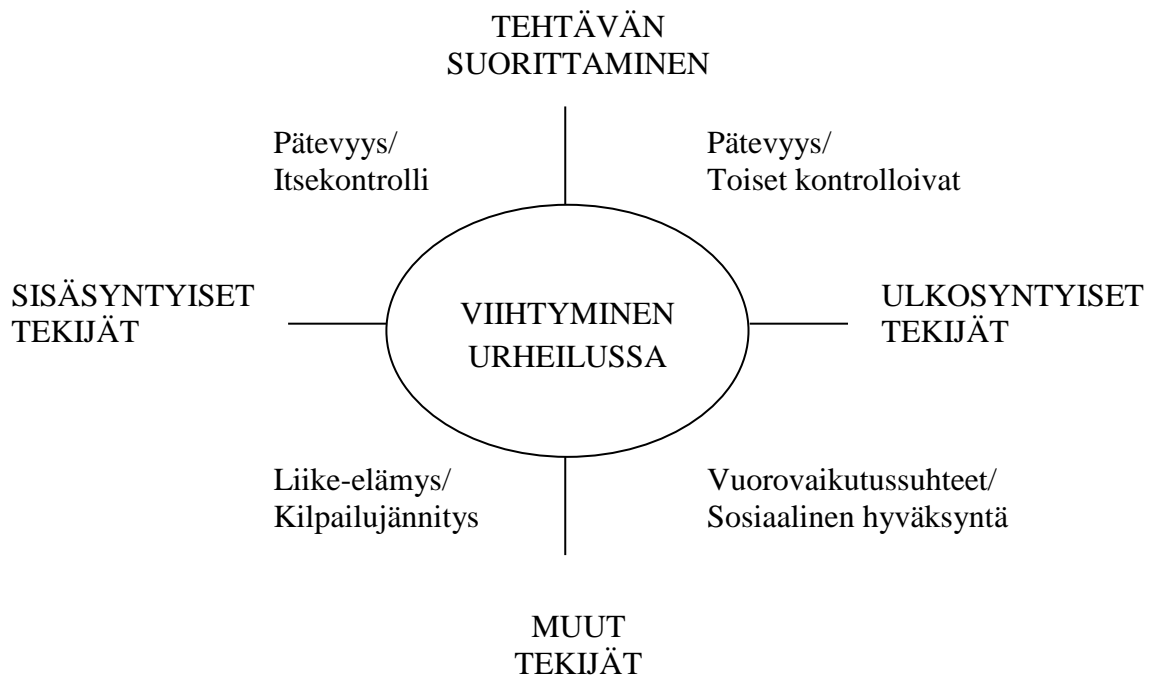 TEHTÄVÄN
SUORITTAMINEN
Pätevyys/
Itsekontrolli
Pätevyys/
Toiset kontrolloivat
SISÄSYNTYISET
TEKIJÄT
VIIHTYMINEN
URHEILUSSA
ULKOSYNTYISET
TEKIJÄT
Liike-elämys/
Kilpailujännitys
Vuorovaikutussuhteet/
Sosiaalinen hyväksyntä
MUUT
TEKIJÄT